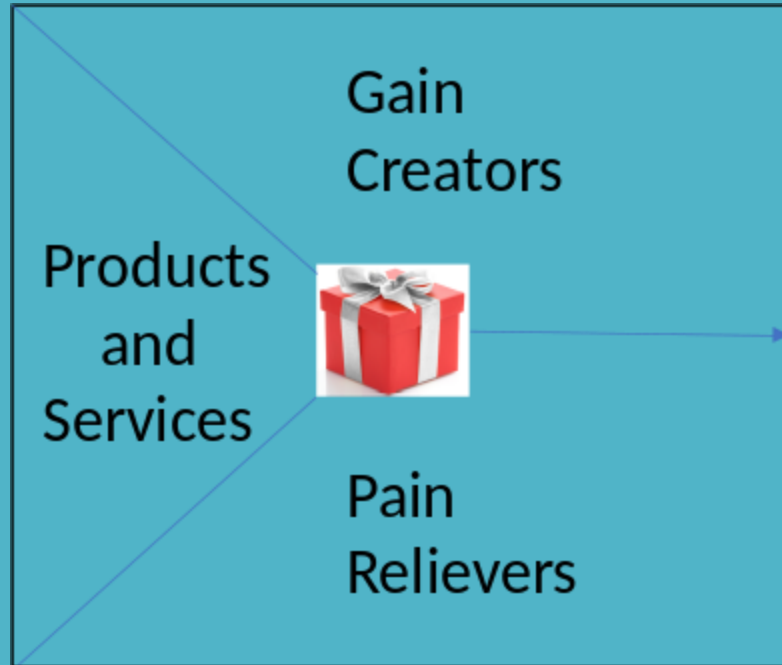 Gain
Creators
Products
and
Services
Pain
Relievers